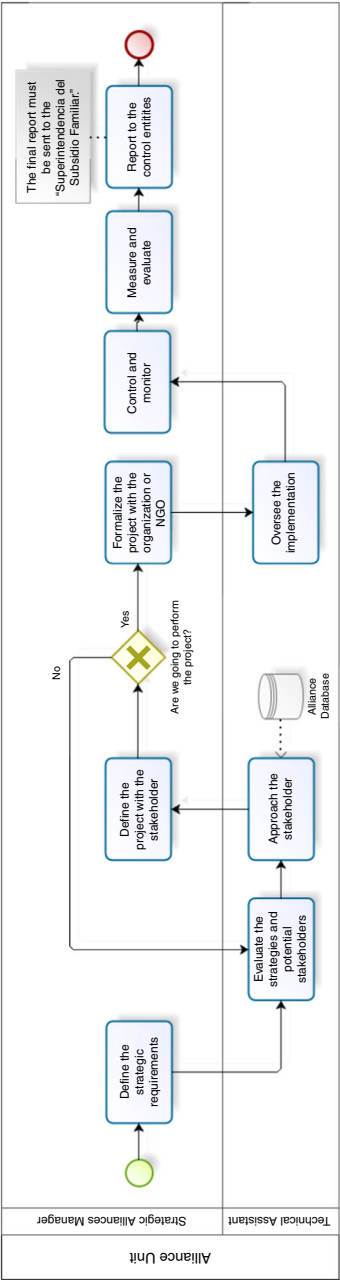 Alliance Unit
Strategic Alliances Manager
Technical Assistant
Define the
strategic
requirements
Evaluate the
strategies and
potential
stakeholders
Approach the
stakeholder
Alliance
Database
Define the
project with the
stakeholder
Are we going to perform
the project?
No
Yes
Formalize the
project with the
organization or
NGO
Oversee the
implementation
Control and
monitor
Measure and
evaluate
Report to the
control entitites
The final report must
be sent to the
“Superintendencia del
Subsidio Familiar.”